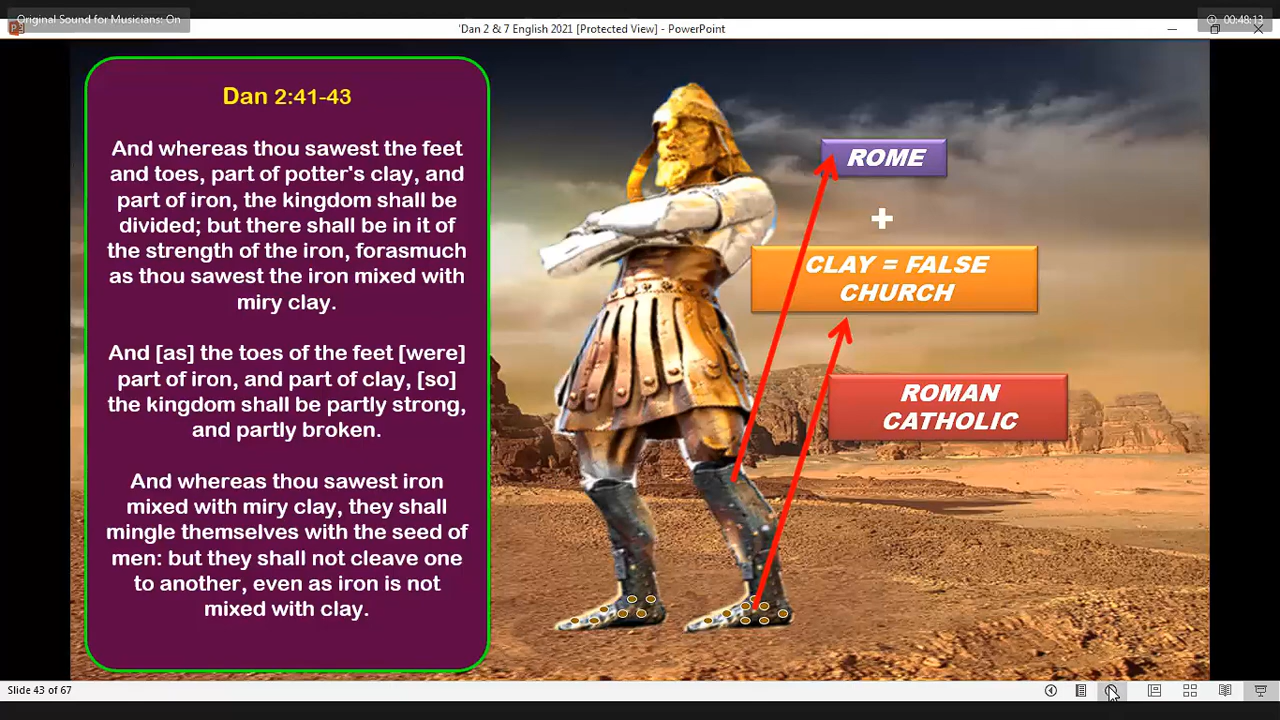 Original Sound for Musicians: On
'Dan 2 & 7 English 2021 [Protected View] - PowerPoint
00:48:13
Dan 2:41-43
And whereas thou sawest the feet
and toes, part of potter's clay, and
part of iron, the kingdom shall be
divided; but there shall be in it of
the strength of the iron, forasmuch
as thou sawest the iron mixed with
miry clay.
And [as] the toes of the feet [were]
part of iron, and part of clay, [so]
the kingdom shall be partly strong,
and partly broken.
And whereas thou sawest iron
mixed with miry clay, they shall
mingle themselves with the seed of
men: but they shall not cleave one
to another, even as iron is not
mixed with clay.
ROME
+
CLAY = FALSE
CHURCH
ROMAN
CATHOLIC
Slide 43 of 67